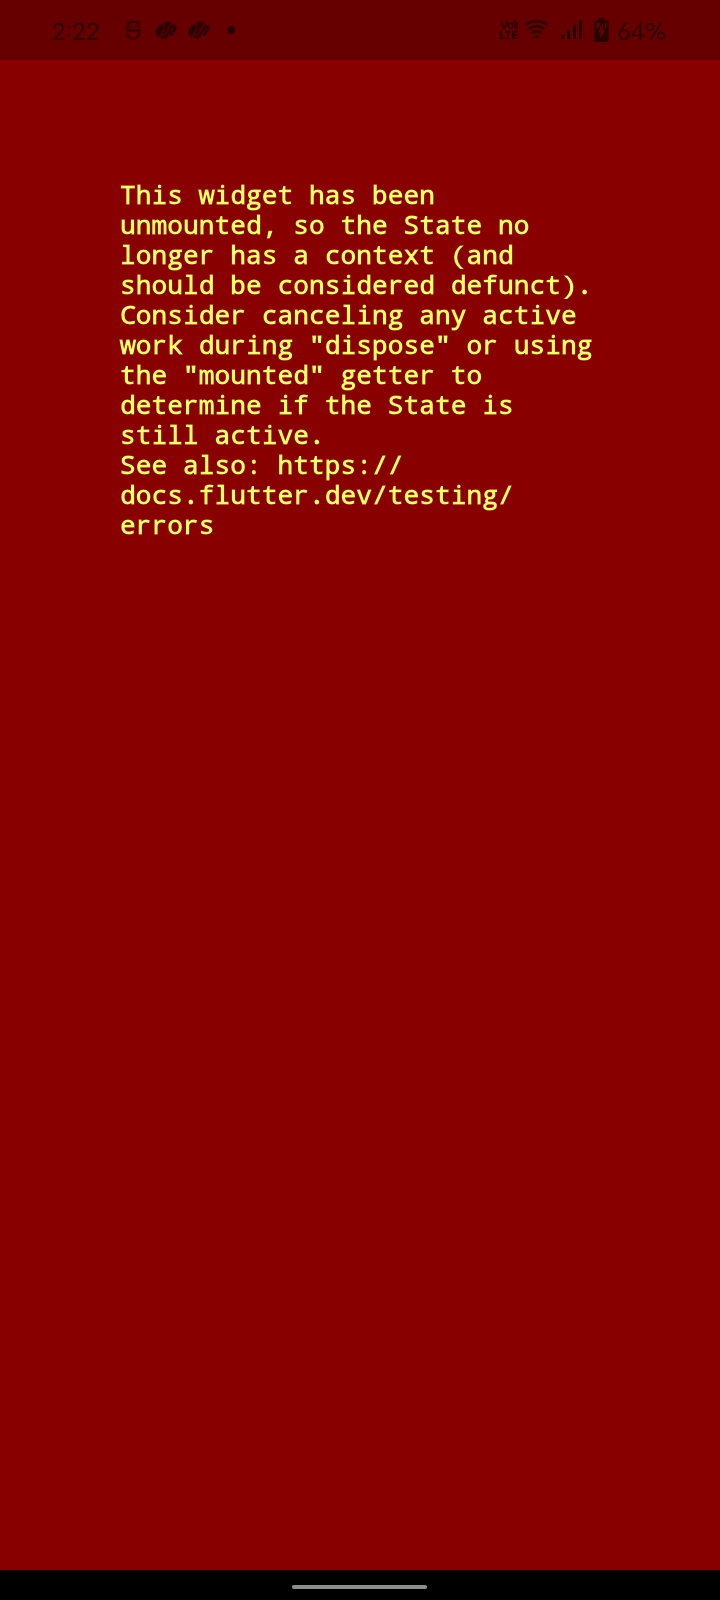 2:22
Vo) LTE
64%
This widget has been
unmounted, so the State no
longer has a context (and
should be considered defunct).
Consider canceling any active
work during "dispose" or using
the "mounted" getter to
determine if the State is
still active.
See also: https://
docs.flutter.dev/testing/
errors